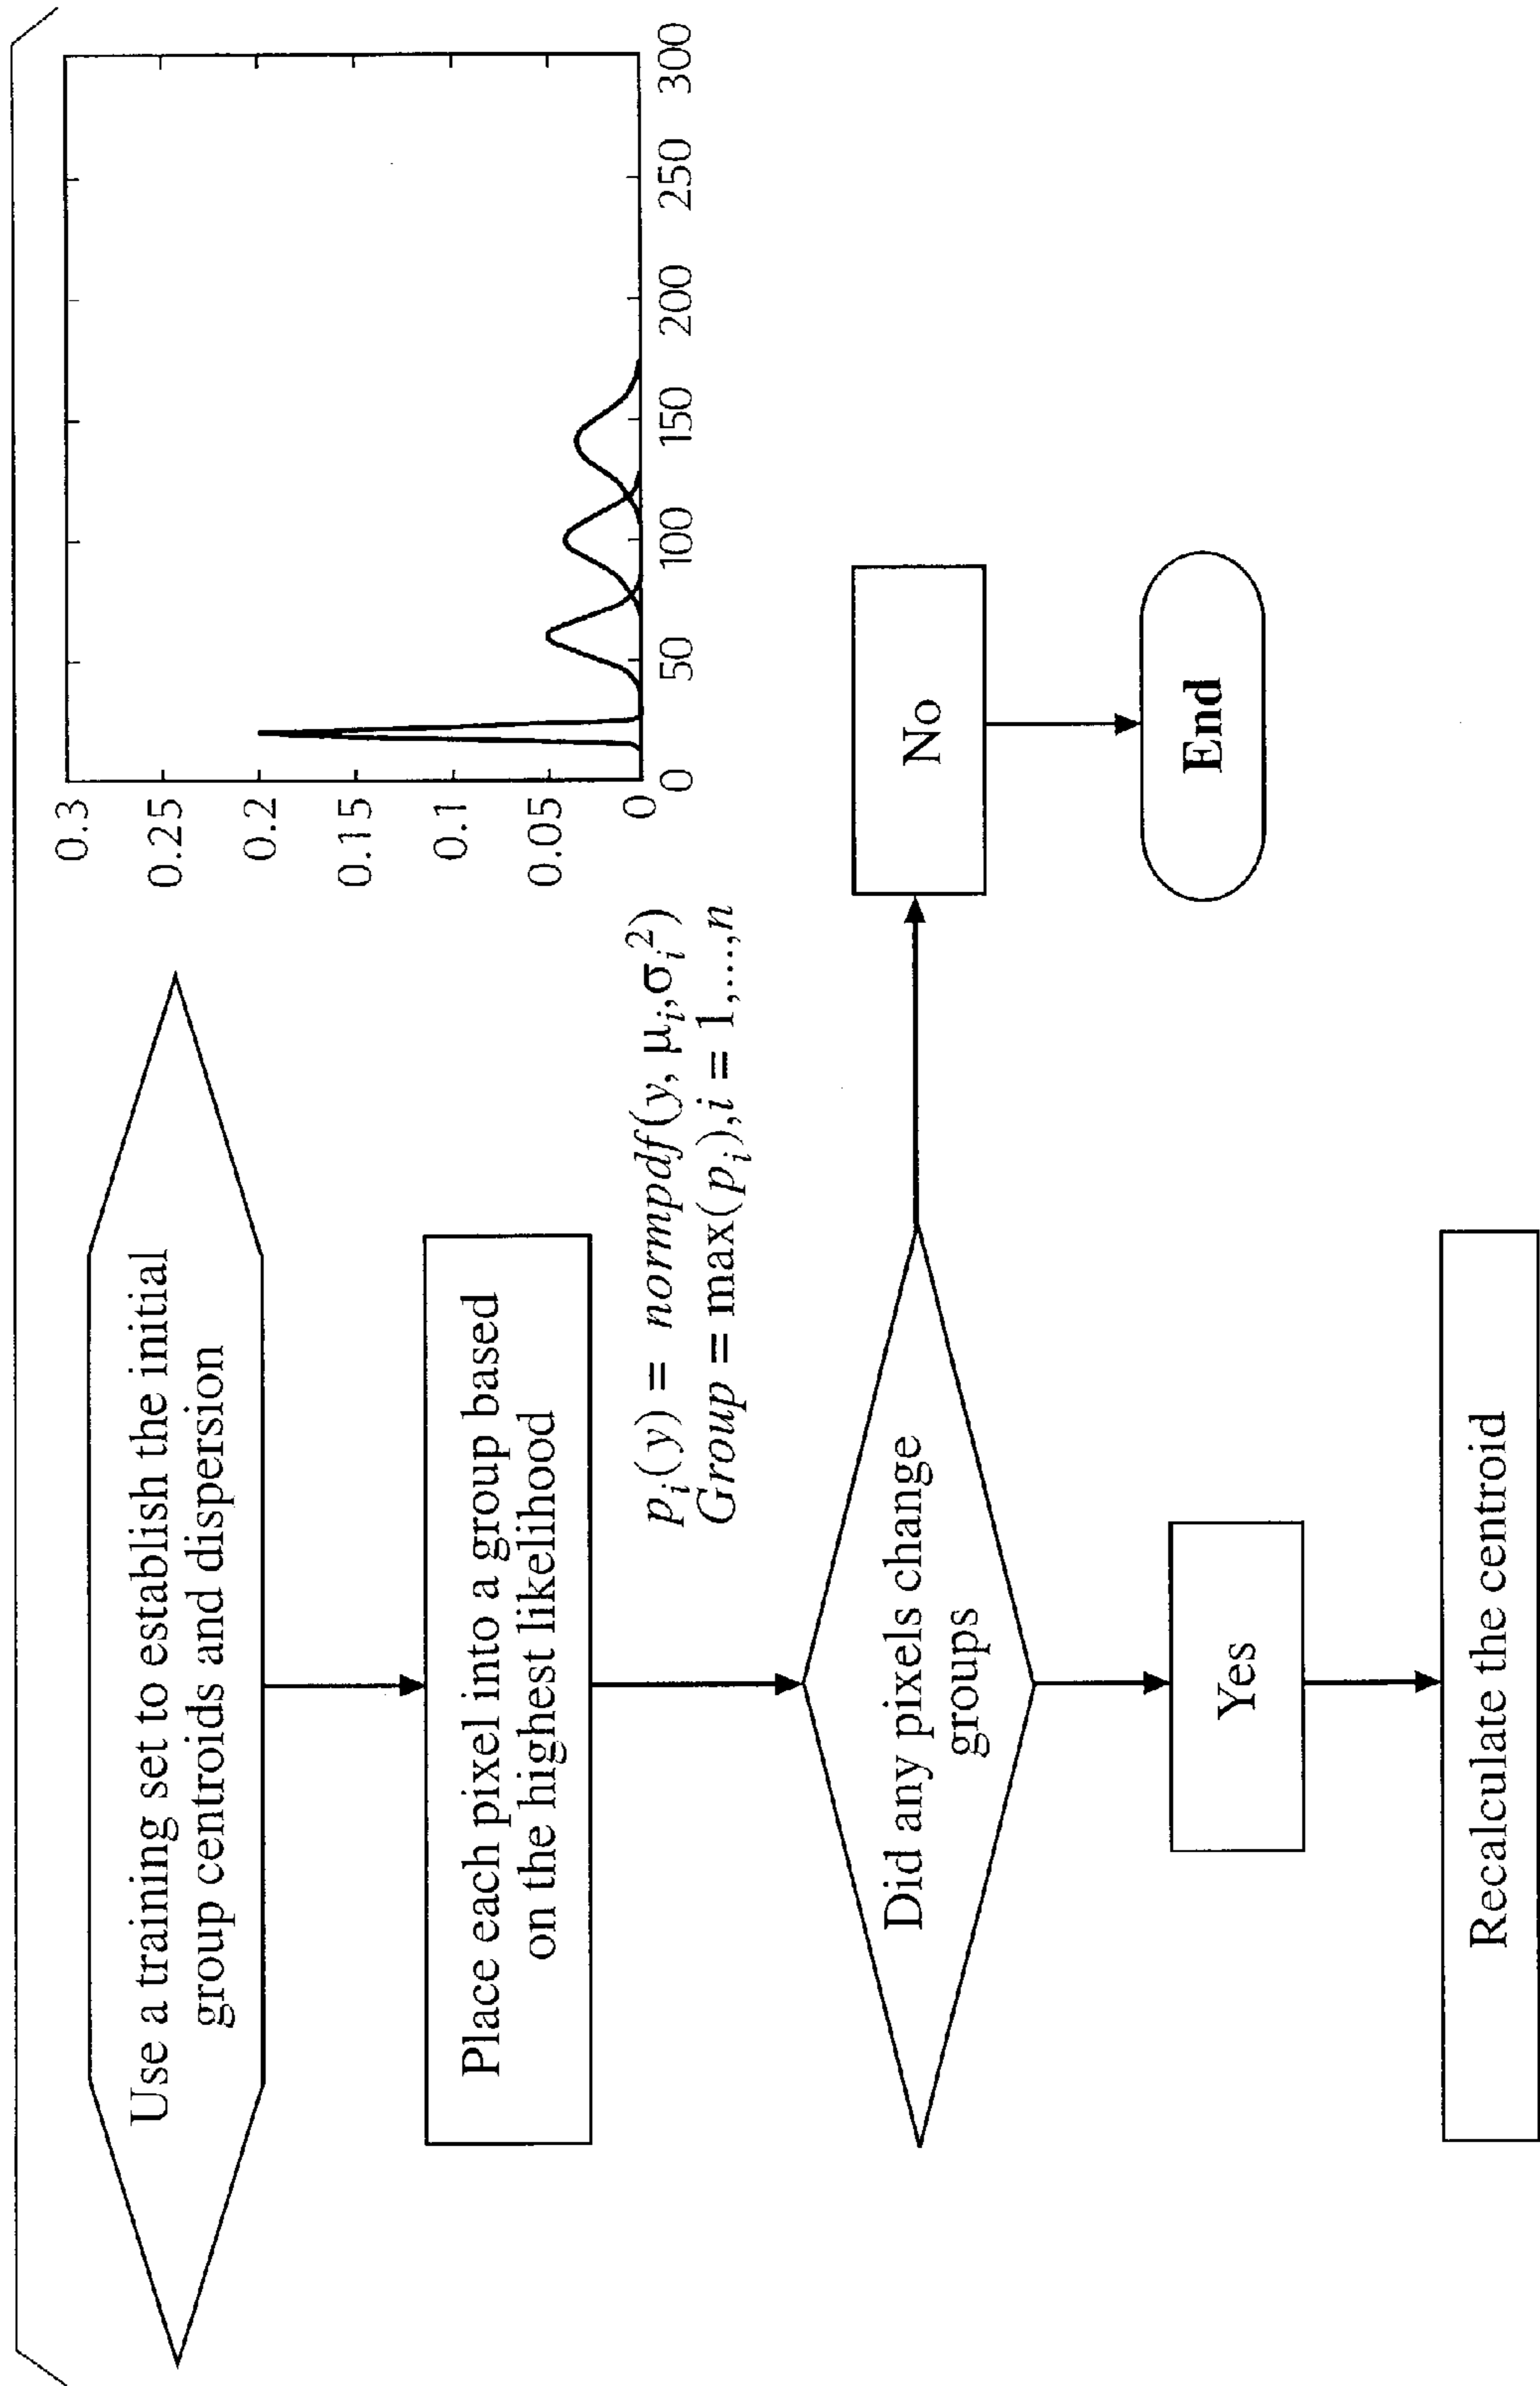 Use a training set to establish the initial
group centroids and dispersion
0.3
0.25
0.2
0.15
0.1
0.05
0
0 50 100 150 200 250 300
Place each pixel into a group based
on the highest likelihood
p_i(y) = normpdf(y, μ_i,σ_i²)
Group = max(p_i),i = 1,...,n
Did any pixels change
groups
No
End
Yes
Recalculate the centroid